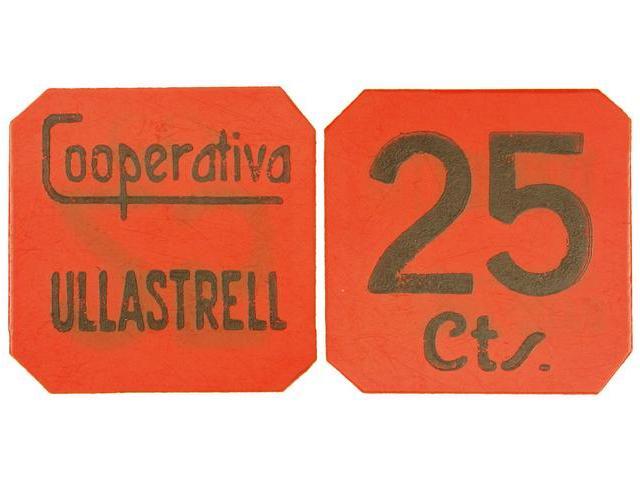 Cooperativa
ULLASTRELL
25
Cts.